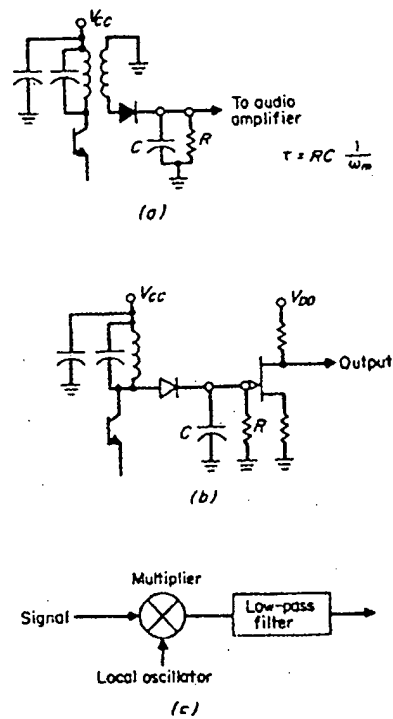 V_CC
To audio
amplifier
C
R
τ = RC 1/ω_m
(a)
V_CC
V_DD
Output
C
R
(b)
Multiplier
Signal
Low-pass
filter
Local oscillator
(c)